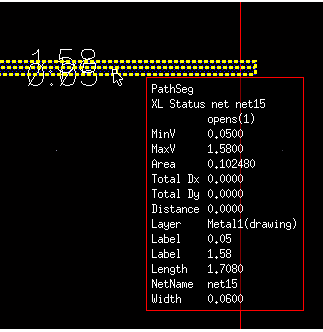 1.58
0.05
PathSeg
XL Status net net15
opens(1)
MinV 0.0500
MaxV 1.5800
Area 0.102480
Total Dx 0.0000
Total Dy 0.0000
Distance 0.0000
Layer Metal1(drawing)
Label 0.05
Label 1.58
Length 1.7080
NetName net15
Width 0.0600